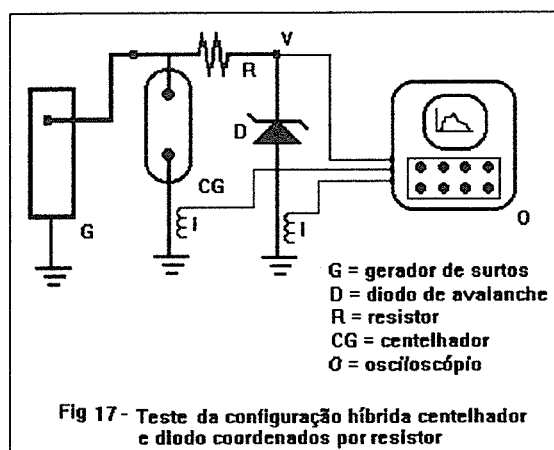 V
R
D
CG
I
I
G
O
G = gerador de surtos
D = diodo de avalanche
R = resistor
CG = centelhador
O = osciloscópio
Fig 17 - Teste da configuração híbrida centelhador
e diodo coordenados por resistor